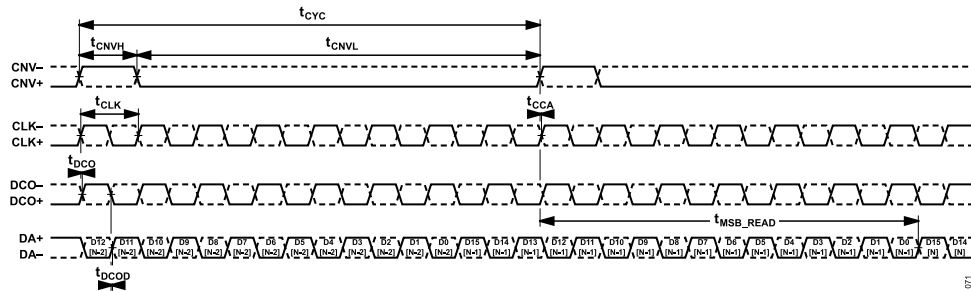 tCYC
tCNVH
tCNVL
CNV–
CNV+
tCLK
tCCA
CLK–
CLK+
tDCO
DCO–
DCO+
tMSB_READ
DA+
DA–
D12 D11 D10 D9 D8 D7 D6 D5 D4 D3 D2 D1 D0 D15 D14 D13 D12 D11 D10 D9 D8 D7 D6 D5 D4 D3 D2 D1 D0 D15 D14
[N-2] [N-2] [N-2] [N-2] [N-2] [N-2] [N-2] [N-2] [N-2] [N-2] [N-2] [N-2] [N-2] [N-1] [N-1] [N-1] [N-1] [N-1] [N-1] [N-1] [N-1] [N-1] [N-1] [N-1] [N-1] [N-1] [N-1] [N-1] [N-1] [N] [N]
tDCOD
071